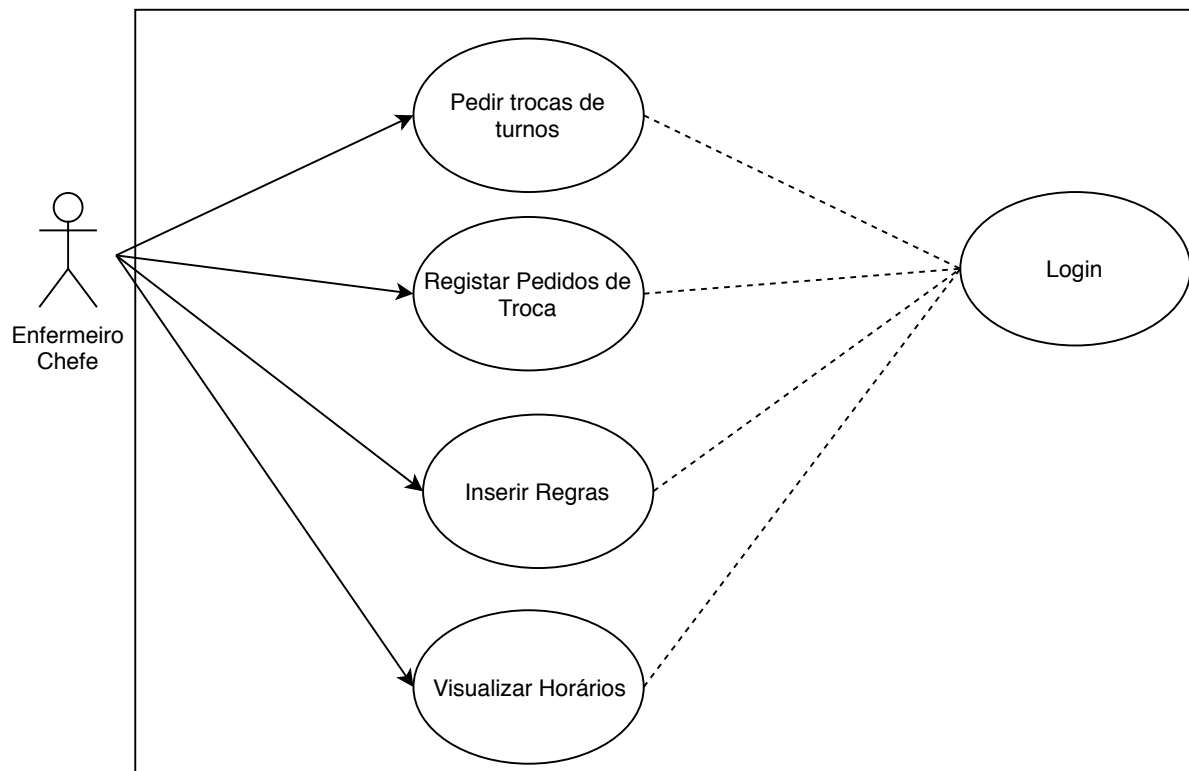 Pedir trocas de
turnos
Registar Pedidos de
Troca
Login
Enfermeiro
Chefe
Inserir Regras
Visualizar Horários